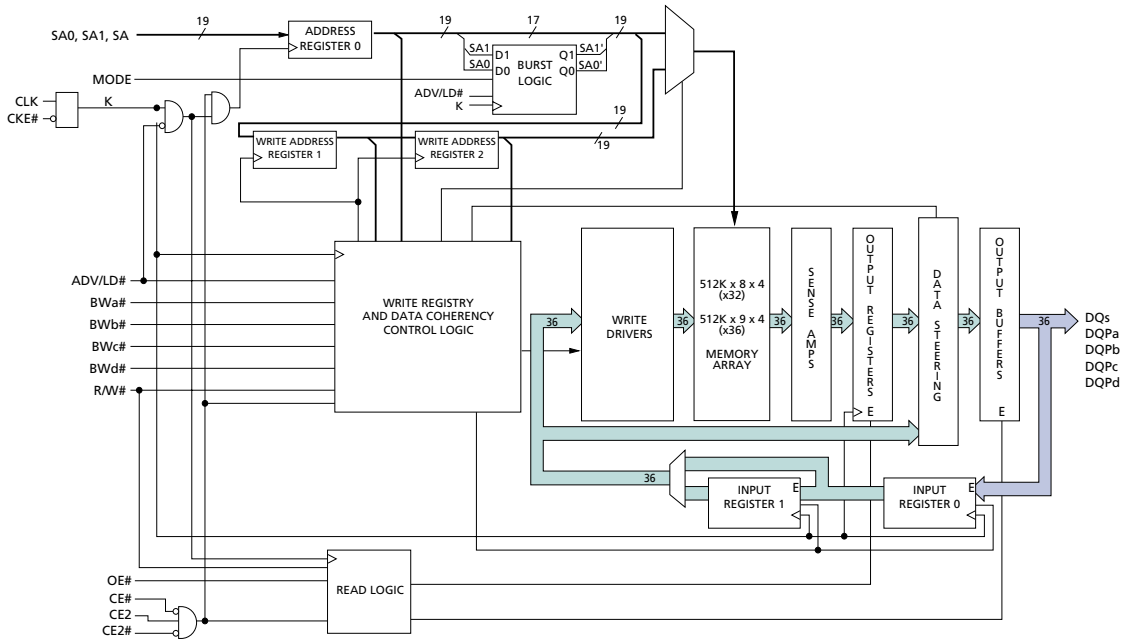 19
SA0, SA1, SA
ADDRESS
REGISTER 0
19
17
19
MODE
SA1
SA0
D1
D0
BURST
LOGIC
Q1
Q0
SA1'
SA0'
ADV/LD#
K
CLK
CKE#
K
19
19
WRITE ADDRESS
REGISTER 1
WRITE ADDRESS
REGISTER 2
ADV/LD#
BWa#
BWb#
BWc#
BWd#
R/W#
WRITE REGISTRY
AND DATA COHERENCY
CONTROL LOGIC
36
WRITE
DRIVERS
36
512K x 8 x 4
(x32)
512K x 9 x 4
(x36)
MEMORY
ARRAY
36
SENSE AMPS
36
OUTPUT REGISTERS
E
36
DATA STEERING
36
OUTPUT BUFFERS
E
36
DQs
DQPa
DQPb
DQPc
DQPd
36
INPUT
REGISTER 1
E
INPUT
REGISTER 0
E
OE#
CE#
CE2
CE2#
READ LOGIC